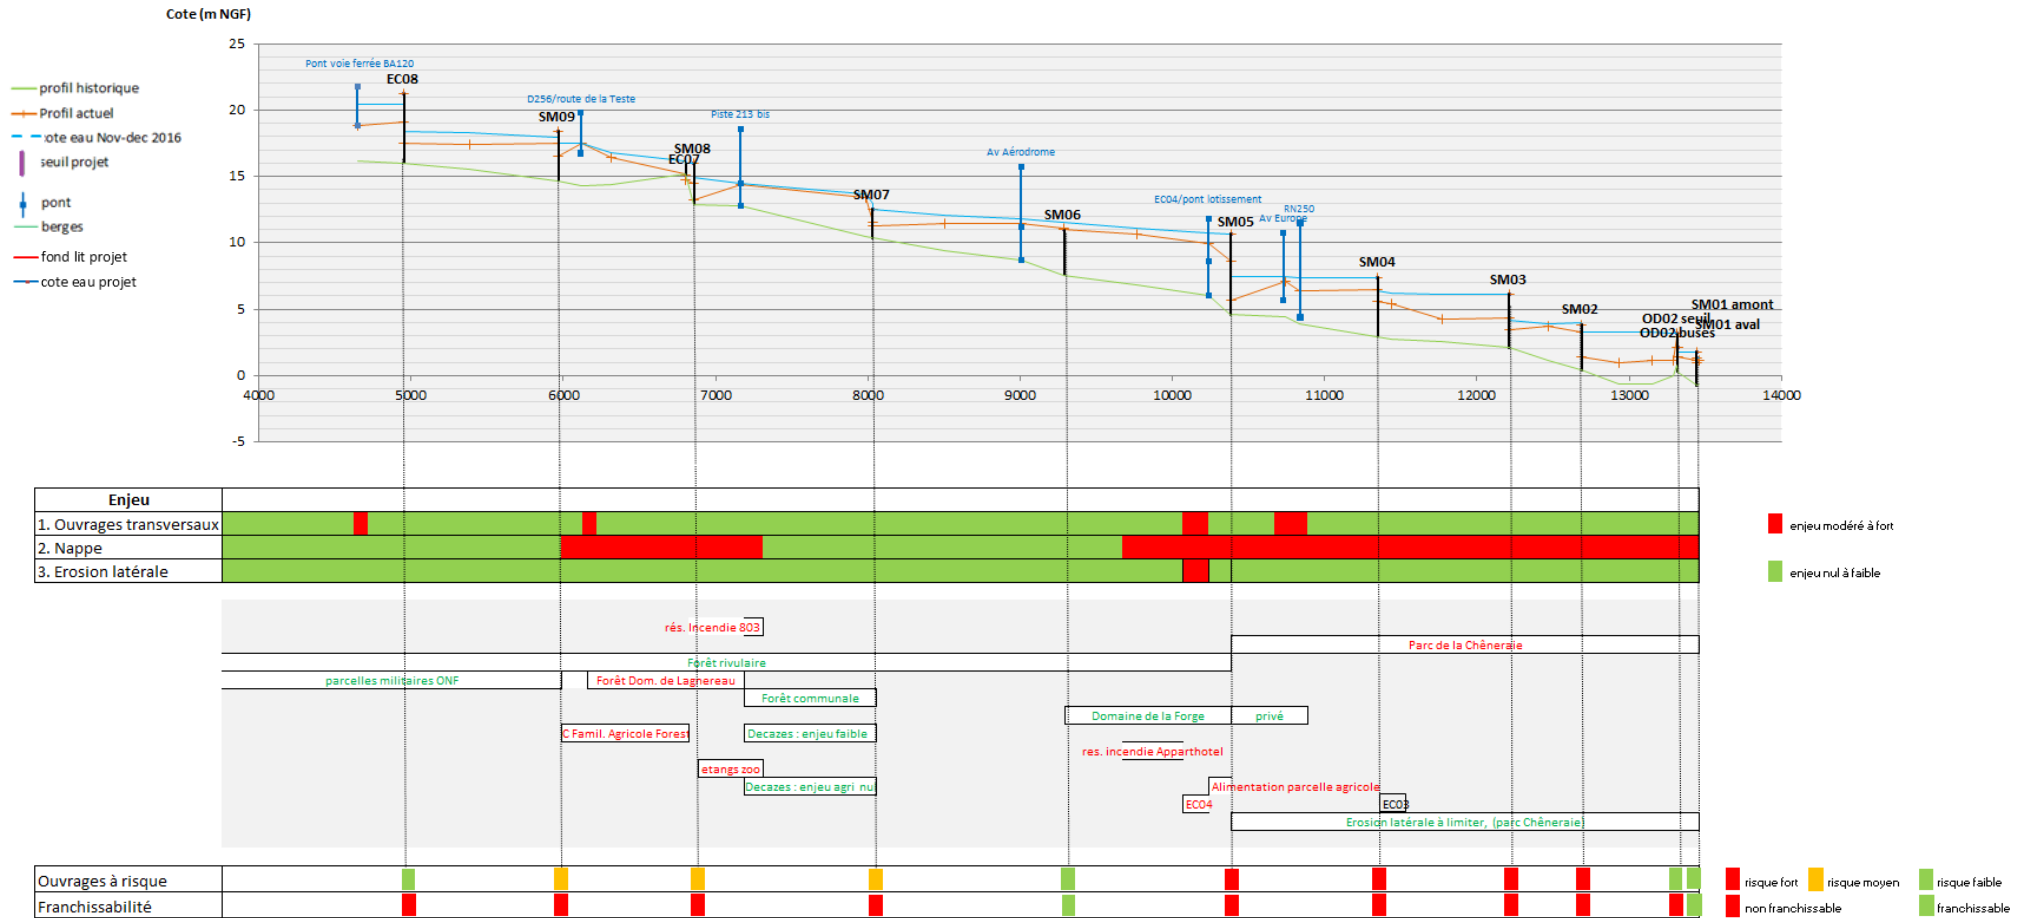 Cote (m NGF)
25
20
15
10
5
0
-5
4000
5000
6000
7000
8000
9000
10000
11000
12000
13000
14000
profil historique
Profil actuel
cote eau Nov-dec 2016
seuil projet
pont
berges
fond lit projet
cote eau projet
Pont voie ferrée BA120
EC08
D256/route de la Teste
SM09
Piste 213 bis
SM08
EC07
SM07
Av Aérodrome
SM06
EC04/pont lotissement
SM05
Av Europe
RN250
SM04
SM03
SM02
SM01 amont
OD02 seuil
SM01 aval
OD02 buses
Enjeu
1. Ouvrages transversaux
2. Nappe
3. Erosion latérale
enjeu modéré à fort
enjeu nul à faible
rés. Incendie 803
Parc de la Chêneraie
Forêt rivulaire
parcelles militaires ONF
Forêt Dom. de Lagnereau
Forêt communale
Domaine de la Forge
privé
C Famil. Agricole Forest
Decazes : enjeu faible
res. incendie Apparthotel
etangs zoo
Decazes : enjeu agri nu
Alimentation parcelle agricole
EC04
EC03
Erosion latérale à limiter, (parc Chêneraie)
Ouvrages à risque
Franchissabilité
risque fort
risque moyen
risque faible
non franchissable
franchissable